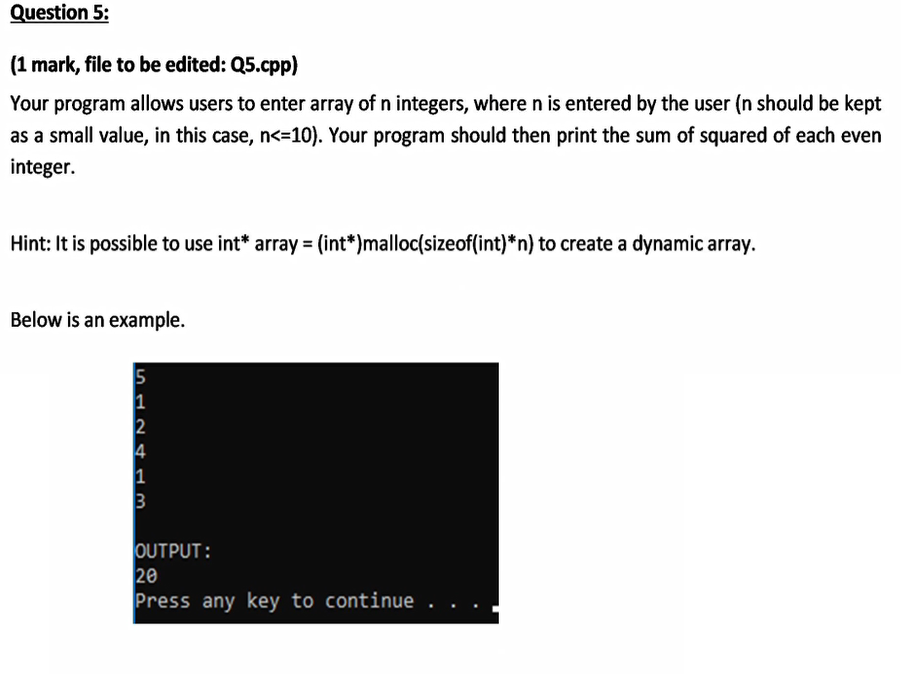 Question 5:
(1 mark, file to be edited: Q5.cpp)
Your program allows users to enter array of n integers, where n is entered by the user (n should be kept
as a small value, in this case, n<=10). Your program should then print the sum of squared of each even
integer.
Hint: It is possible to use int* array = (int*)malloc(sizeof(int)*n) to create a dynamic array.
Below is an example.
5
1
2
4
1
3
OUTPUT:
20
Press any key to continue . . .